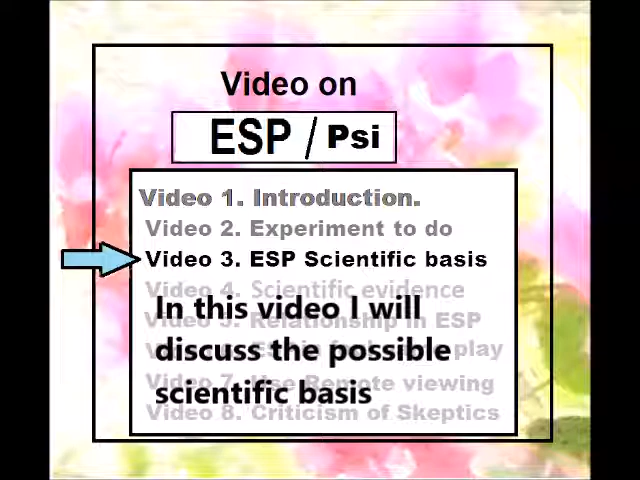 Video on
ESP / Psi
Video 1. Introduction.
Video 2. Experiment to do
Video 3. ESP Scientific basis
Video 4. Scientific evidence
In this video I will
Video 5. Relationship in ESP
discuss the possible
play
Video 7. Use Remote viewing
scientific basis
Video 8. Criticism of Skeptics